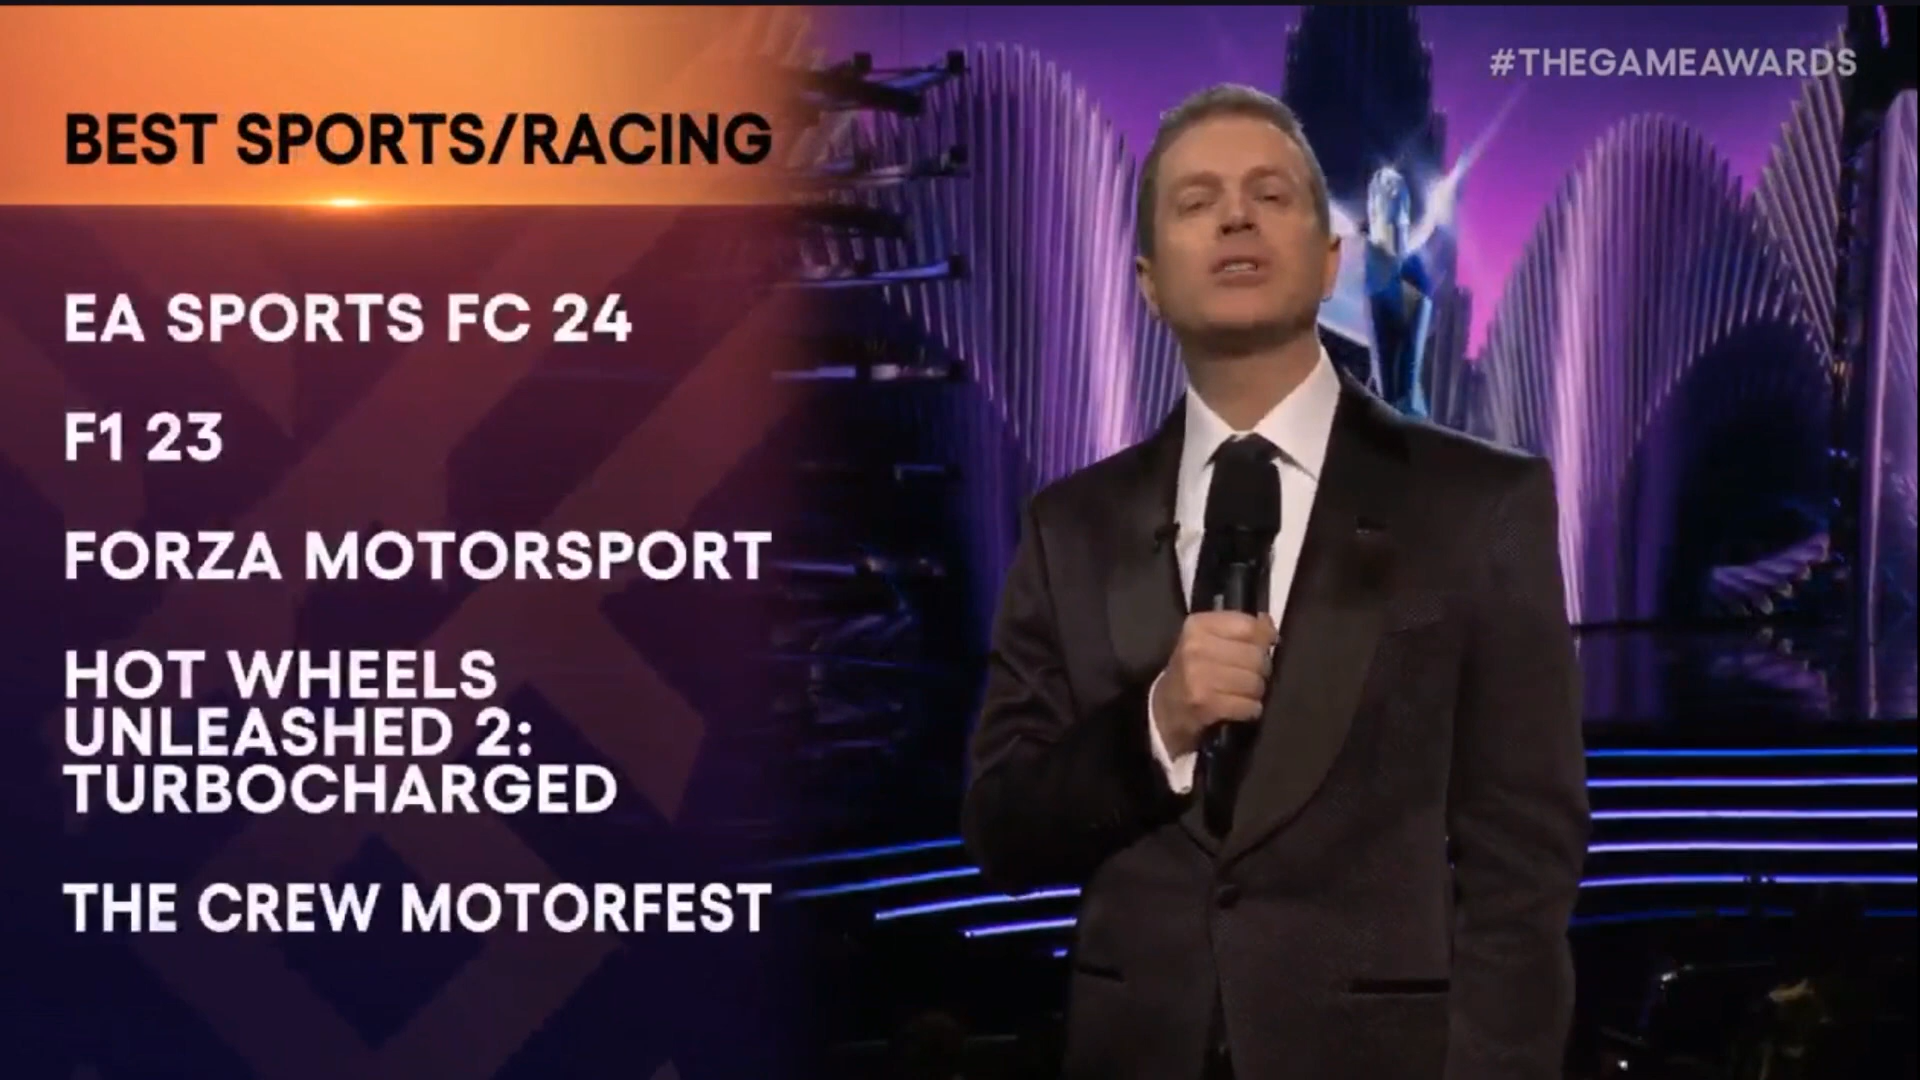 #THEGAMEAWARDS
BEST SPORTS/RACING
EA SPORTS FC 24
F1 23
FORZA MOTORSPORT
HOT WHEELS
UNLEASHED 2:
TURBOCHARGED
THE CREW MOTORFEST